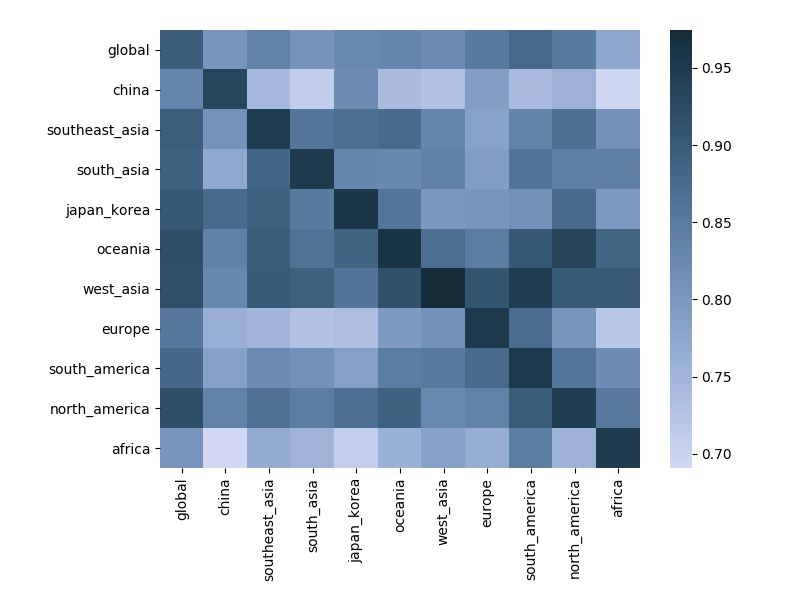 global
china
southeast_asia
south_asia
japan_korea
oceania
west_asia
europe
south_america
north_america
africa
global
china
southeast_asia
south_asia
japan_korea
oceania
west_asia
europe
south_america
north_america
africa
0.95
0.90
0.85
0.80
0.75
0.70